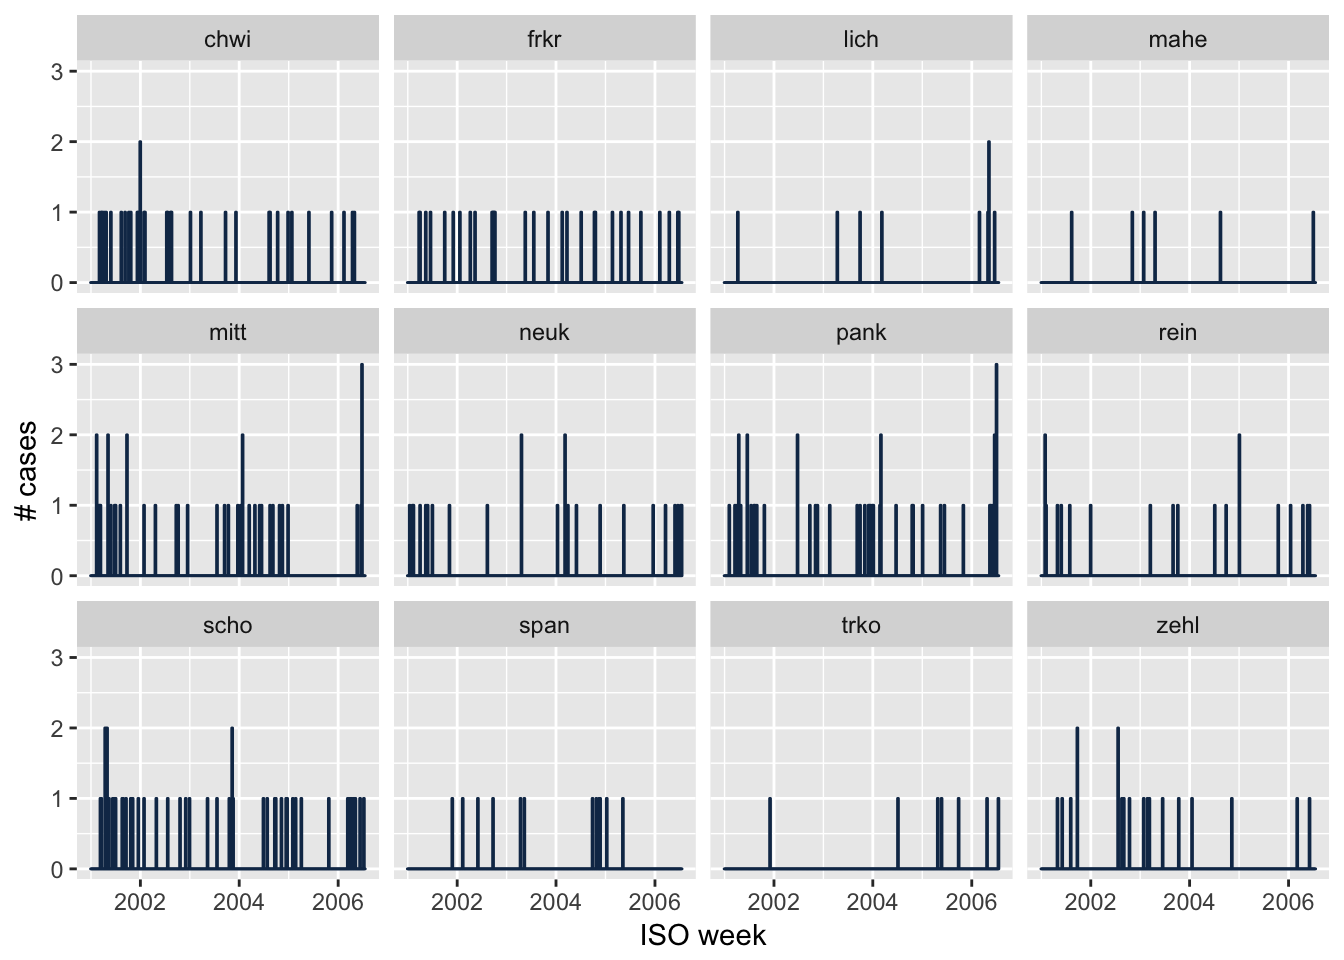 chwi frkr lich mahe
3
2
1
0
mitt neuk pank rein
3
2
1
0
# cases
scho span trko zehl
3
2
1
0
2002 2004 2006 2002 2004 2006 2002 2004 2006 2002 2004 2006
ISO week